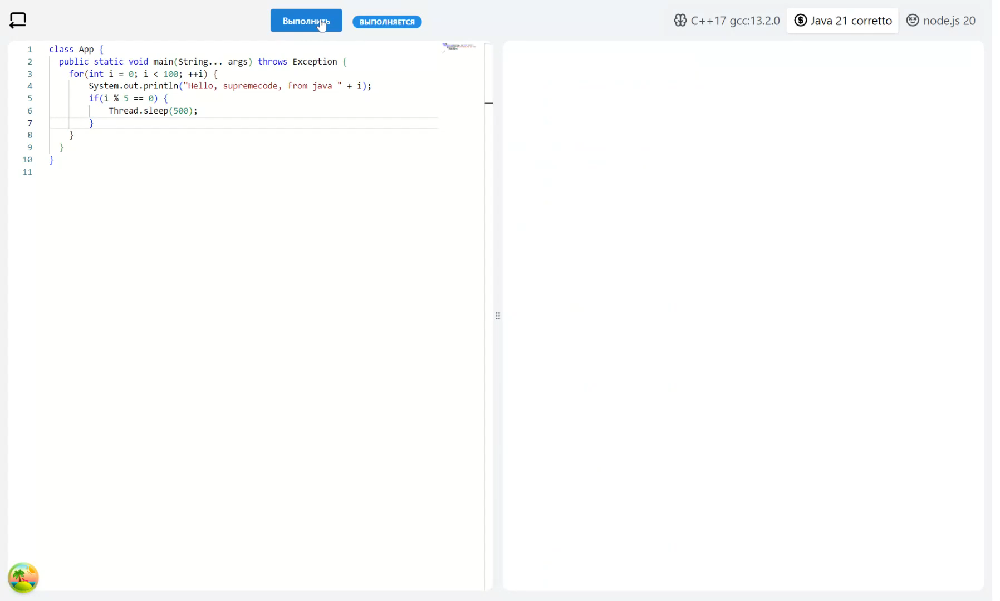 Выполнить ВЫПОЛНЯЕТСЯ C++17 gcc:13.2.0 Java 21 corretto node.js 20
1 class App {
2 public static void main(String... args) throws Exception {
3 for(int i = 0; i < 100; ++i) {
4 System.out.println("Hello, supremecode, from java " + i);
5 if(i % 5 == 0) {
6 Thread.sleep(500);
7 }
8 }
9 }
10 }
11